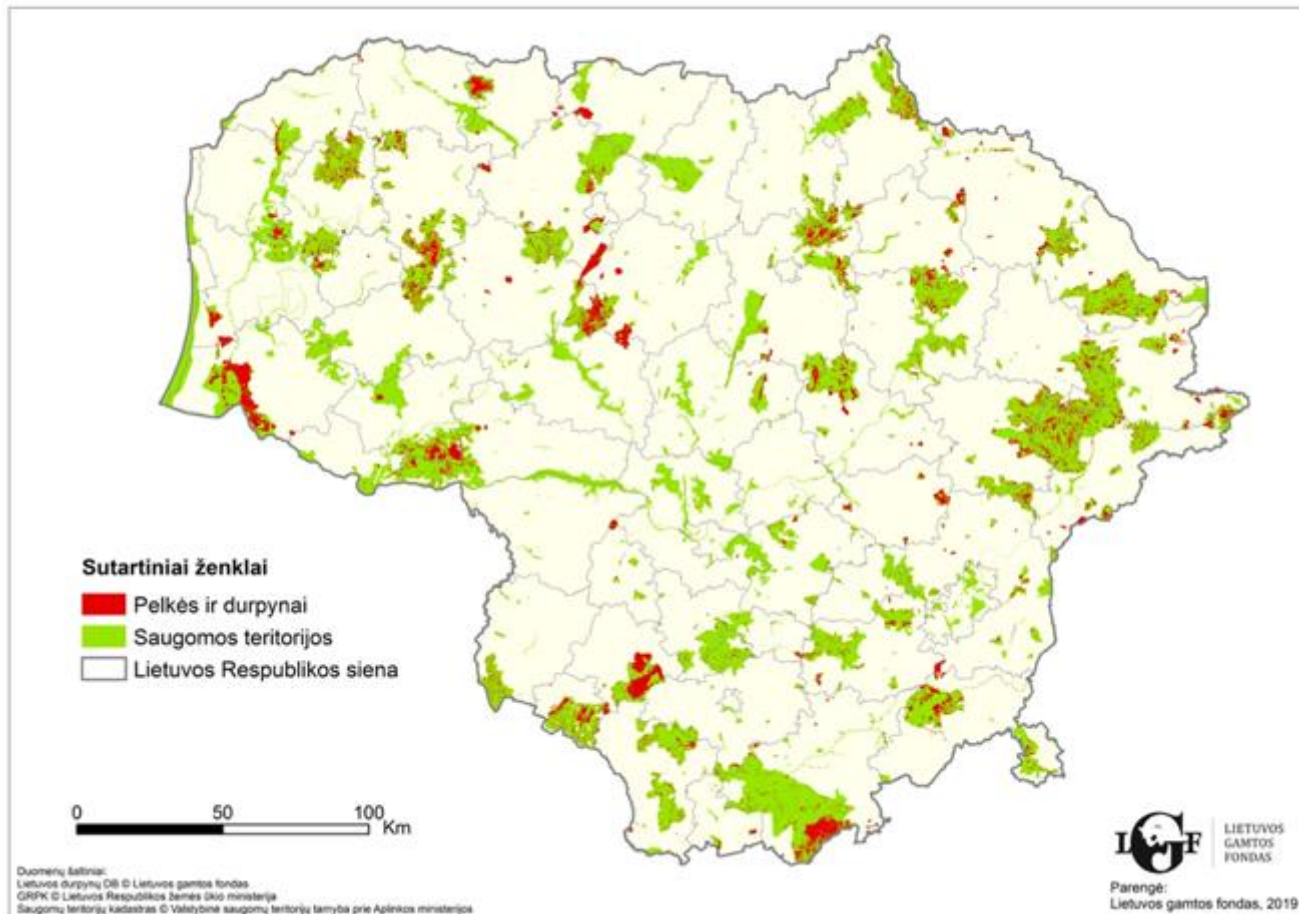 Sutartiniai ženklai
Pelkės ir durpynai
Saugomos teritorijos
Lietuvos Respublikos siena
0 50 100
Km
Duomenų šaltiniai:
Lietuvos durpynų DB © Lietuvos gamtos fondas
GRPK © Lietuvos Respublikos žemės ūkio ministerija
Saugomų teritorijų kadastras © Valstybinė saugomų teritorijų tarnyba prie Aplinkos ministerijos
LGF
LIETUVOS
GAMTOS
FONDAS
Parengė:
Lietuvos gamtos fondas, 2019